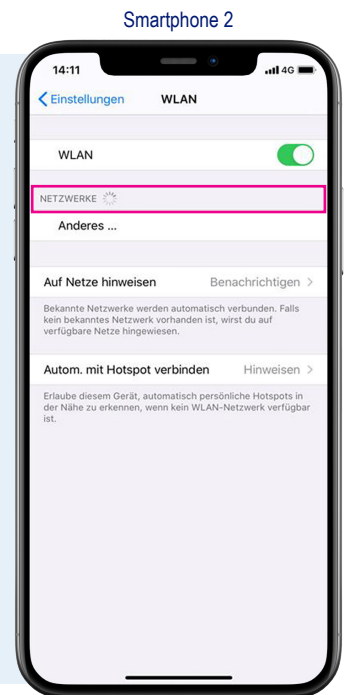 Smartphone 2
14:11
4G
Einstellungen
WLAN
WLAN
NETZWERKE
Anderes ...
Auf Netze hinweisen
Benachrichtigen
Bekannte Netzwerke werden automatisch verbunden. Falls
kein bekanntes Netzwerk vorhanden ist, wirst du auf
verfügbare Netze hingewiesen.
Autom. mit Hotspot verbinden
Hinweisen
Erlaube diesem Gerät, automatisch persönliche Hotspots in
der Nähe zu erkennen, wenn kein WLAN-Netzwerk verfügbar
ist.